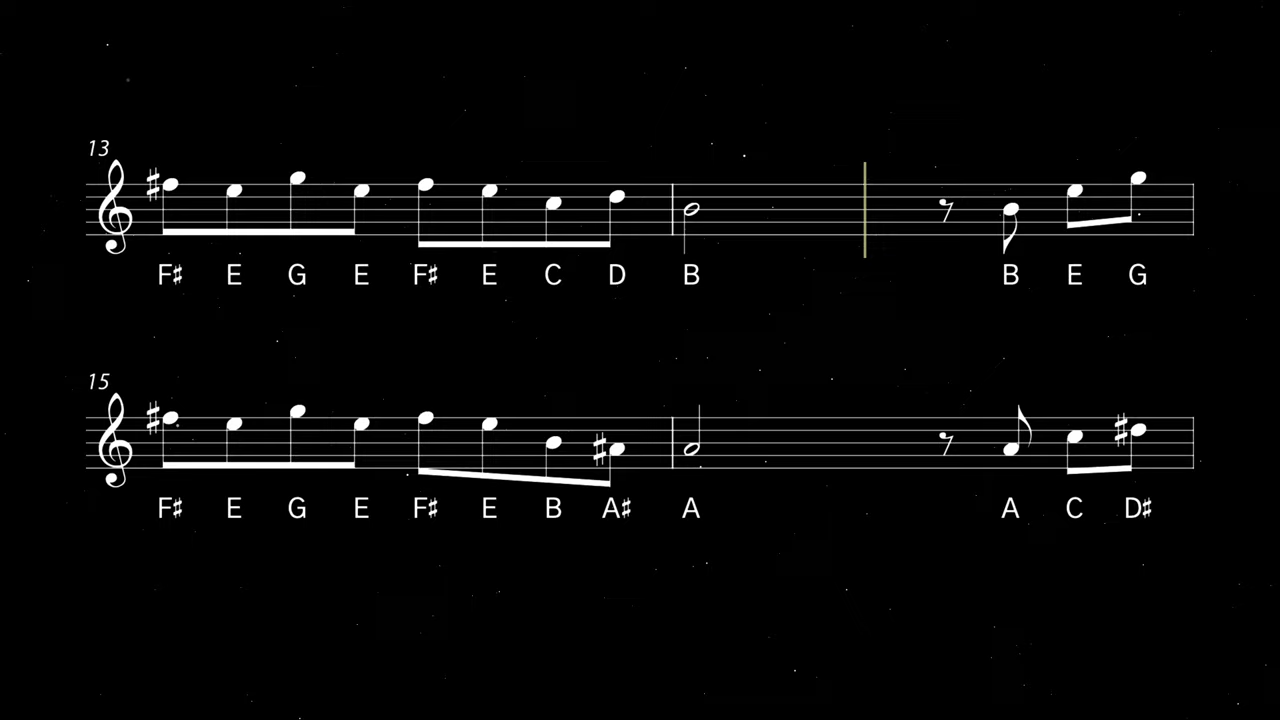 13
F♯ E G E F♯ E C D B B E G
15
F♯ E G E F♯ E B A♯ A A C D♯